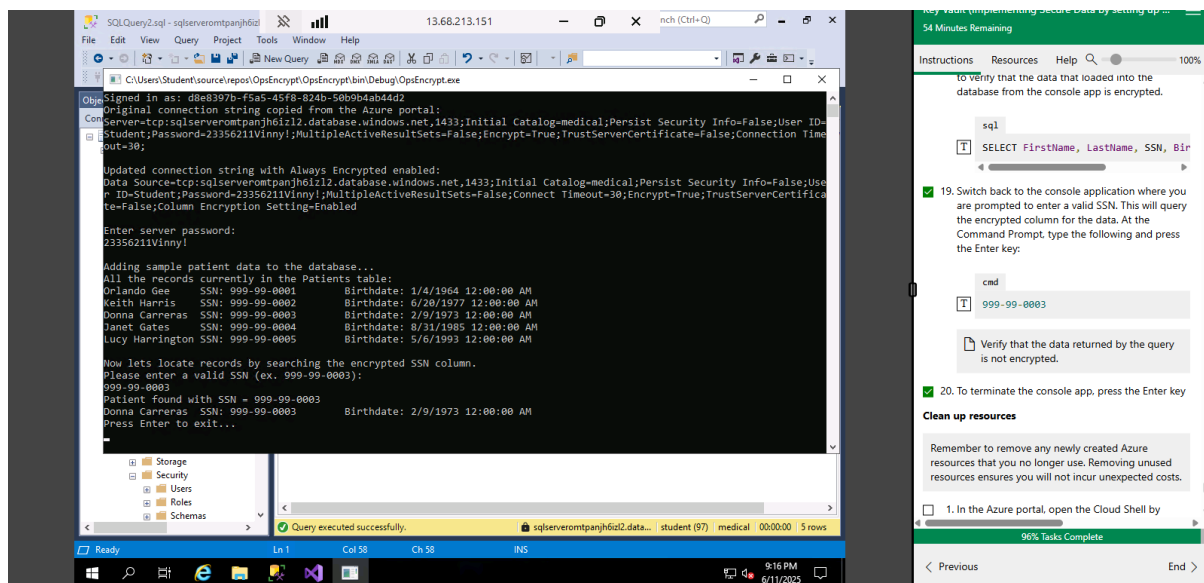 SQLQuery2.sql - sqlserveromtpanjh6izl
13.68.213.151
nch (Ctrl+Q)
File Edit View Query Project Tools Window Help
New Query
C:\Users\Student\source\repos\OpsEncrypt\OpsEncrypt\bin\Debug\OpsEncrypt.exe
Signed in as: d8e8397b-f5a5-45f8-824b-50b9b4ab44d2
Original connection string copied from the Azure portal:
Server=tcp:sqlserveromtpanjh6izl2.database.windows.net,1433;Initial Catalog=medical;Persist Security Info=False;User ID=
Student;Password=23356211Vinny!;MultipleActiveResultSets=False;Encrypt=True;TrustServerCertificate=False;Connection Time
out=30;
Updated connection string with Always Encrypted enabled:
Data Source=tcp:sqlserveromtpanjh6izl2.database.windows.net,1433;Initial Catalog=medical;Persist Security Info=False;Use
r ID=Student;Password=23356211Vinny!;MultipleActiveResultSets=False;Connect Timeout=30;Encrypt=True;TrustServerCertifica
te=False;Column Encryption Setting=Enabled
Enter server password:
23356211Vinny!
Adding sample patient data to the database...
All the records currently in the Patients table:
Orlando Gee SSN: 999-99-0001 Birthdate: 1/4/1964 12:00:00 AM
Keith Harris SSN: 999-99-0002 Birthdate: 6/20/1977 12:00:00 AM
Donna Carreras SSN: 999-99-0003 Birthdate: 2/9/1973 12:00:00 AM
Janet Gates SSN: 999-99-0004 Birthdate: 8/31/1985 12:00:00 AM
Lucy Harrington SSN: 999-99-0005 Birthdate: 5/6/1993 12:00:00 AM
Now lets locate records by searching the encrypted SSN column.
Please enter a valid SSN (ex. 999-99-0003):
999-99-0003
Patient found with SSN = 999-99-0003
Donna Carreras SSN: 999-99-0003 Birthdate: 2/9/1973 12:00:00 AM
Press Enter to exit...
Obje
Con
Storage
Security
Users
Roles
Schemas
Query executed successfully.
sqlserveromtpanjh6izl2.data... student (97) medical 00:00:00 5 rows
Ready Ln 1 Col 58 Ch 58 INS
9:16 PM
6/11/2025
Key Vault (Implementing Secure Data by setting up ...
54 Minutes Remaining
Instructions Resources Help 100%
to verify that the data that loaded into the
database from the console app is encrypted.
sql
T SELECT FirstName, LastName, SSN, Bir
19. Switch back to the console application where you
are prompted to enter a valid SSN. This will query
the encrypted column for the data. At the
Command Prompt, type the following and press
the Enter key:
cmd
T 999-99-0003
Verify that the data returned by the query
is not encrypted.
20. To terminate the console app, press the Enter key
Clean up resources
Remember to remove any newly created Azure
resources that you no longer use. Removing unused
resources ensures you will not incur unexpected costs.
1. In the Azure portal, open the Cloud Shell by
96% Tasks Complete
Previous End